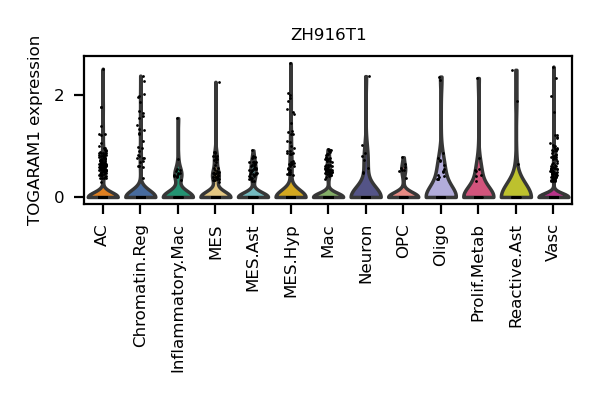 ZH916T1
TOGARAM1 expression
2
0
AC
Chromatin.Reg
Inflammatory.Mac
MES
MES.Ast
MES.Hyp
Mac
Neuron
OPC
Oligo
Prolif.Metab
Reactive.Ast
Vasc